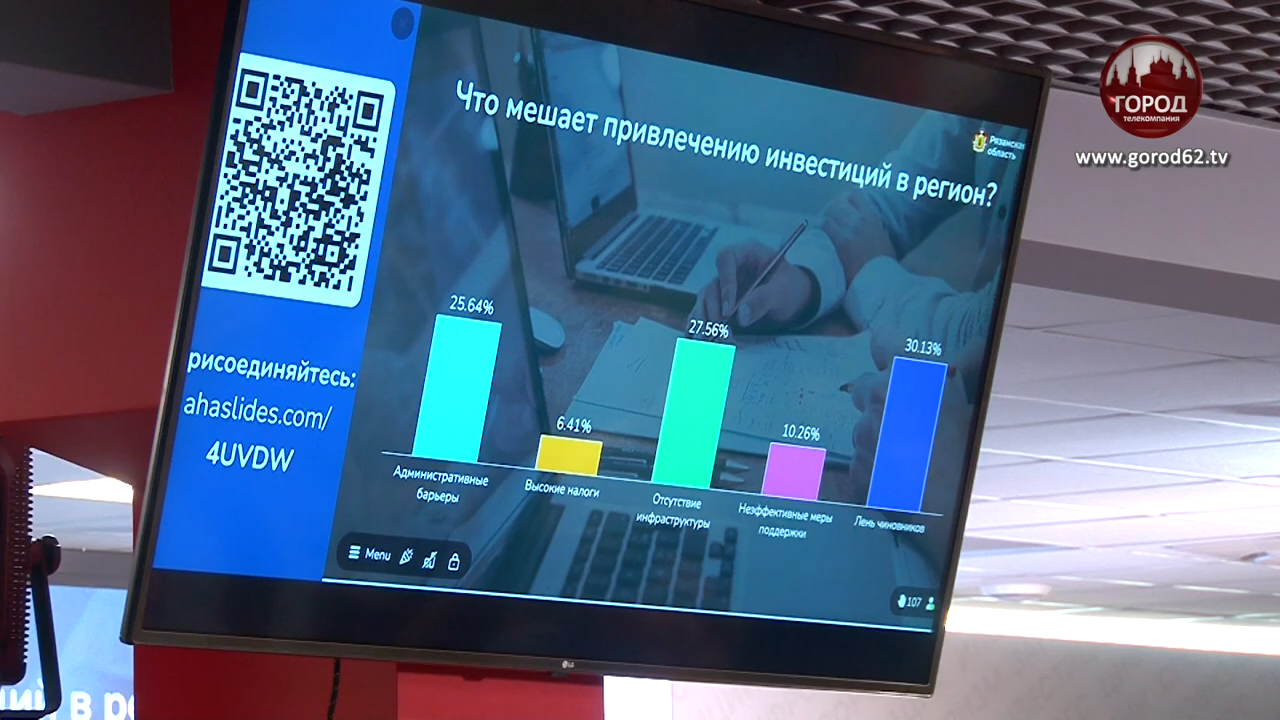 ГОРОД
телекомпания
www.gorod62.tv
Что мешает привлечению инвестиций в регион?
Рязанская
область
рисоединяйтесь:
ahaslides.com/
4UVDW
25.64%
6.41%
27.56%
10.26%
30.13%
Административные
барьеры
Высокие налоги
Отсутствие
инфраструктуры
Неэффективные меры
поддержки
Лень чиновников
Menu
107
LG
ий в ре